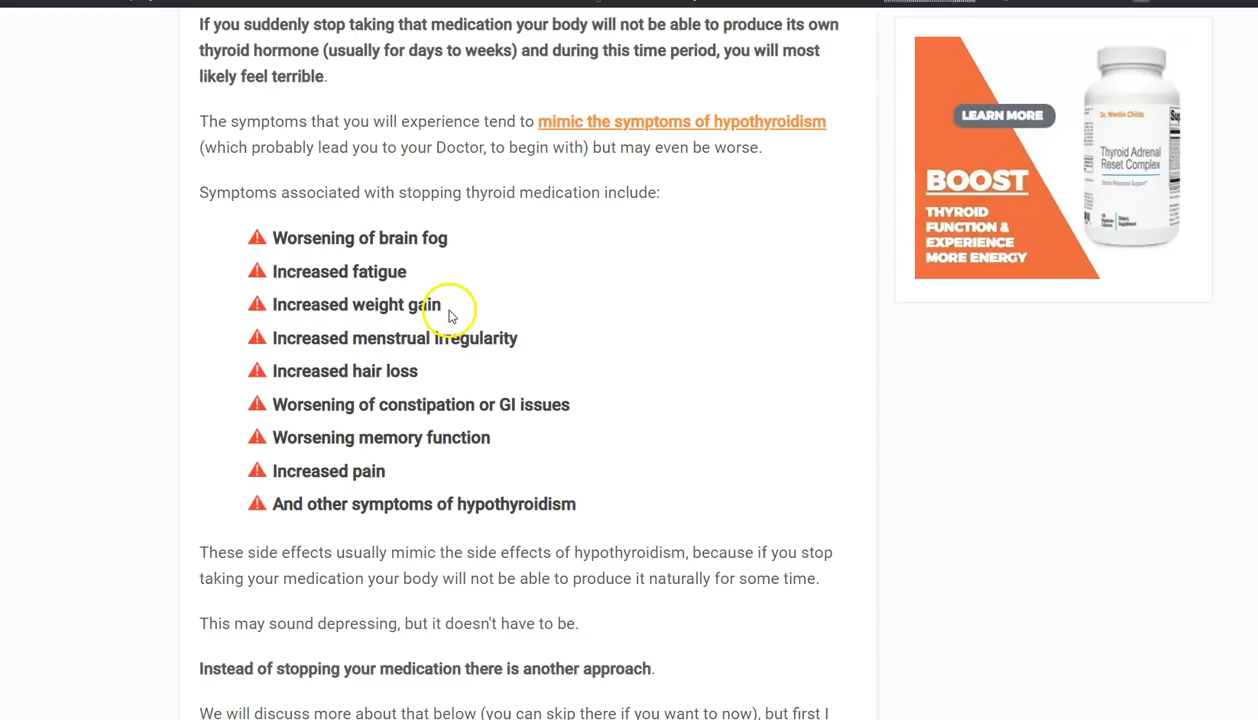 If you suddenly stop taking that medication your body will not be able to produce its own
thyroid hormone (usually for days to weeks) and during this time period, you will most
likely feel terrible.
The symptoms that you will experience tend to mimic the symptoms of hypothyroidism
(which probably lead you to your Doctor, to begin with) but may even be worse.
Symptoms associated with stopping thyroid medication include:
Worsening of brain fog
Increased fatigue
Increased weight gain
Increased menstrual irregularity
Increased hair loss
Worsening of constipation or GI issues
Worsening memory function
Increased pain
And other symptoms of hypothyroidism
These side effects usually mimic the side effects of hypothyroidism, because if you stop
taking your medication your body will not be able to produce it naturally for some time.
This may sound depressing, but it doesn't have to be.
Instead of stopping your medication there is another approach.
We will discuss more about that below (you can skip there if you want to now), but first I
LEARN MORE
BOOST
THYROID
FUNCTION &
EXPERIENCE
MORE ENERGY
Dr. Westin Childs
Thyroid Adrenal
Reset Complex